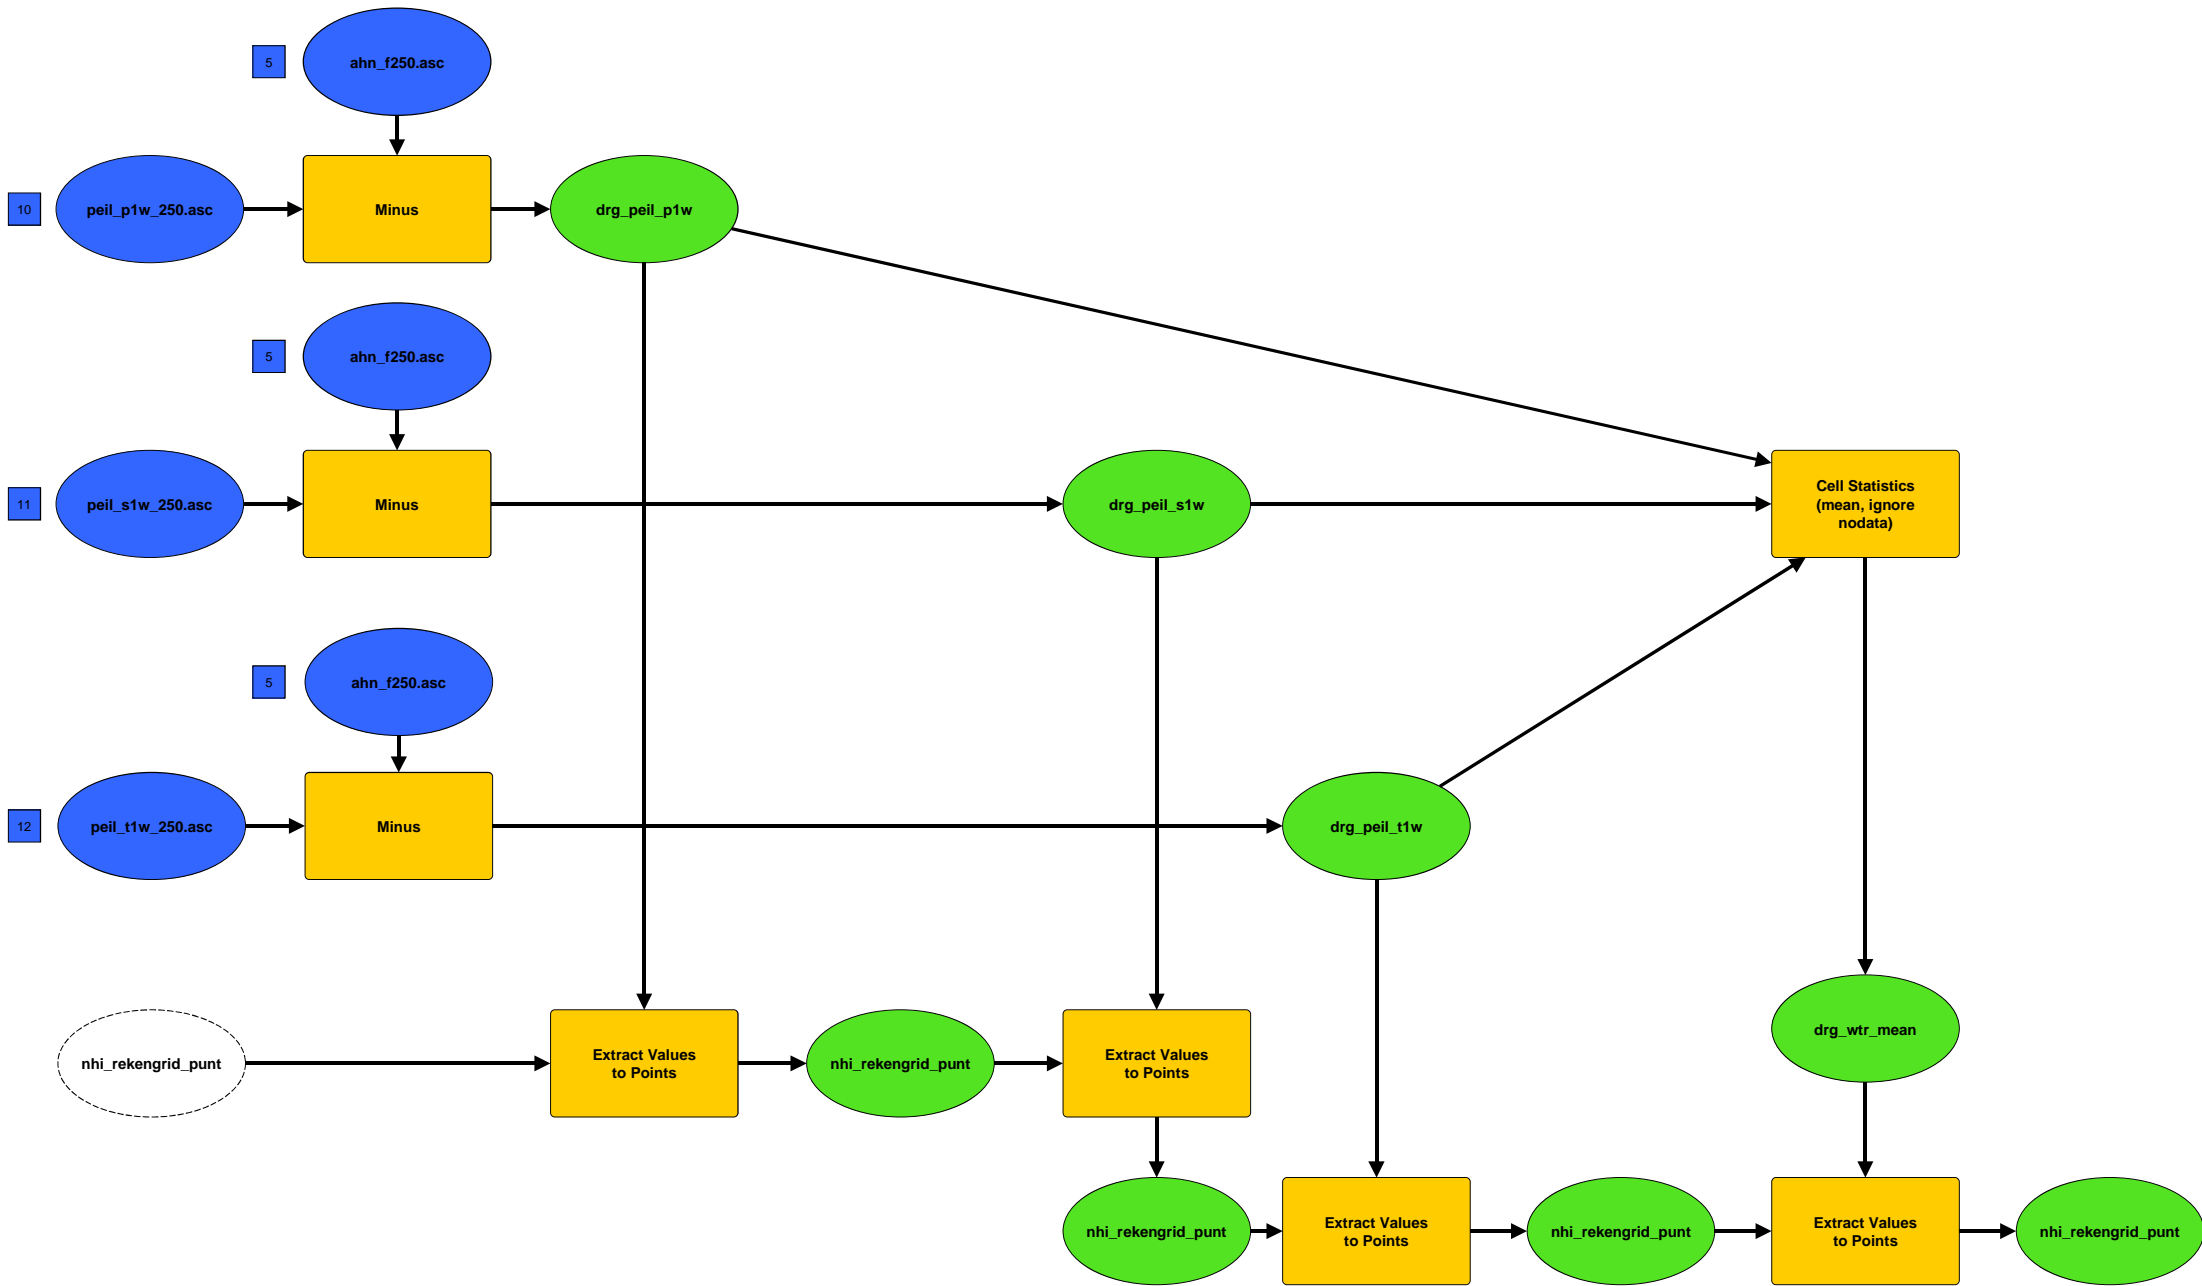 5
ahn_f250.asc
10
peil_p1w_250.asc
Minus
drg_peil_p1w
5
ahn_f250.asc
11
peil_s1w_250.asc
Minus
drg_peil_s1w
Cell Statistics
(mean, ignore
nodata)
5
ahn_f250.asc
12
peil_t1w_250.asc
Minus
drg_peil_t1w
nhi_rekengrid_punt
Extract Values
to Points
nhi_rekengrid_punt
Extract Values
to Points
drg_wtr_mean
nhi_rekengrid_punt
Extract Values
to Points
nhi_rekengrid_punt
Extract Values
to Points
nhi_rekengrid_punt